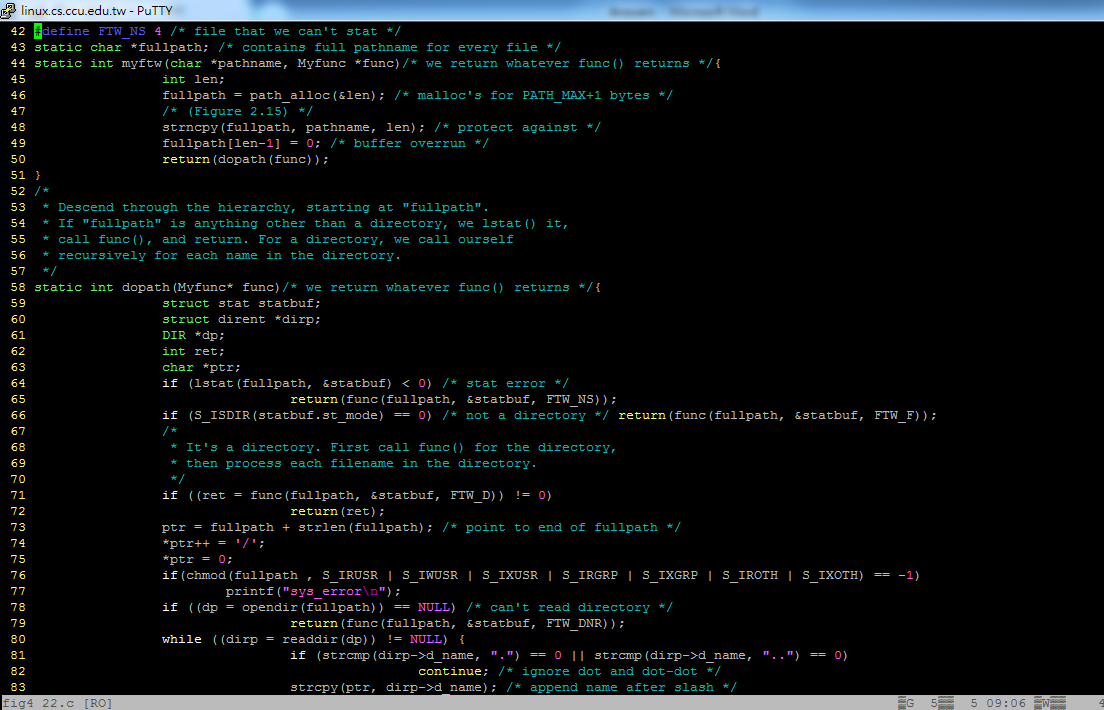 linux.cs.ccu.edu.tw - PuTTY
42 #define FTW_NS 4 /* file that we can't stat */
43 static char *fullpath; /* contains full pathname for every file */
44 static int myftw(char *pathname, Myfunc *func)/* we return whatever func() returns */{
45 int len;
46 fullpath = path_alloc(&len); /* malloc's for PATH_MAX+1 bytes */
47 /* (Figure 2.15) */
48 strncpy(fullpath, pathname, len); /* protect against */
49 fullpath[len-1] = 0; /* buffer overrun */
50 return(dopath(func));
51 }
52 /*
53 * Descend through the hierarchy, starting at "fullpath".
54 * If "fullpath" is anything other than a directory, we lstat() it,
55 * call func(), and return. For a directory, we call ourself
56 * recursively for each name in the directory.
57 */
58 static int dopath(Myfunc* func)/* we return whatever func() returns */{
59 struct stat statbuf;
60 struct dirent *dirp;
61 DIR *dp;
62 int ret;
63 char *ptr;
64 if (lstat(fullpath, &statbuf) < 0) /* stat error */
65 return(func(fullpath, &statbuf, FTW_NS));
66 if (S_ISDIR(statbuf.st_mode) == 0) /* not a directory */ return(func(fullpath, &statbuf, FTW_F));
67 /*
68 * It's a directory. First call func() for the directory,
69 * then process each filename in the directory.
70 */
71 if ((ret = func(fullpath, &statbuf, FTW_D)) != 0)
72 return(ret);
73 ptr = fullpath + strlen(fullpath); /* point to end of fullpath */
74 *ptr++ = '/';
75 *ptr = 0;
76 if(chmod(fullpath , S_IRUSR | S_IWUSR | S_IXUSR | S_IRGRP | S_IXGRP | S_IROTH | S_IXOTH) == -1)
77 printf("sys_error\n");
78 if ((dp = opendir(fullpath)) == NULL) /* can't read directory */
79 return(func(fullpath, &statbuf, FTW_DNR));
80 while ((dirp = readdir(dp)) != NULL) {
81 if (strcmp(dirp->d_name, ".") == 0 || strcmp(dirp->d_name, "..") == 0)
82 continue; /* ignore dot and dot-dot */
83 strcpy(ptr, dirp->d_name); /* append name after slash */
fig4 22.c [RO] G 5 5 09:06 W 4